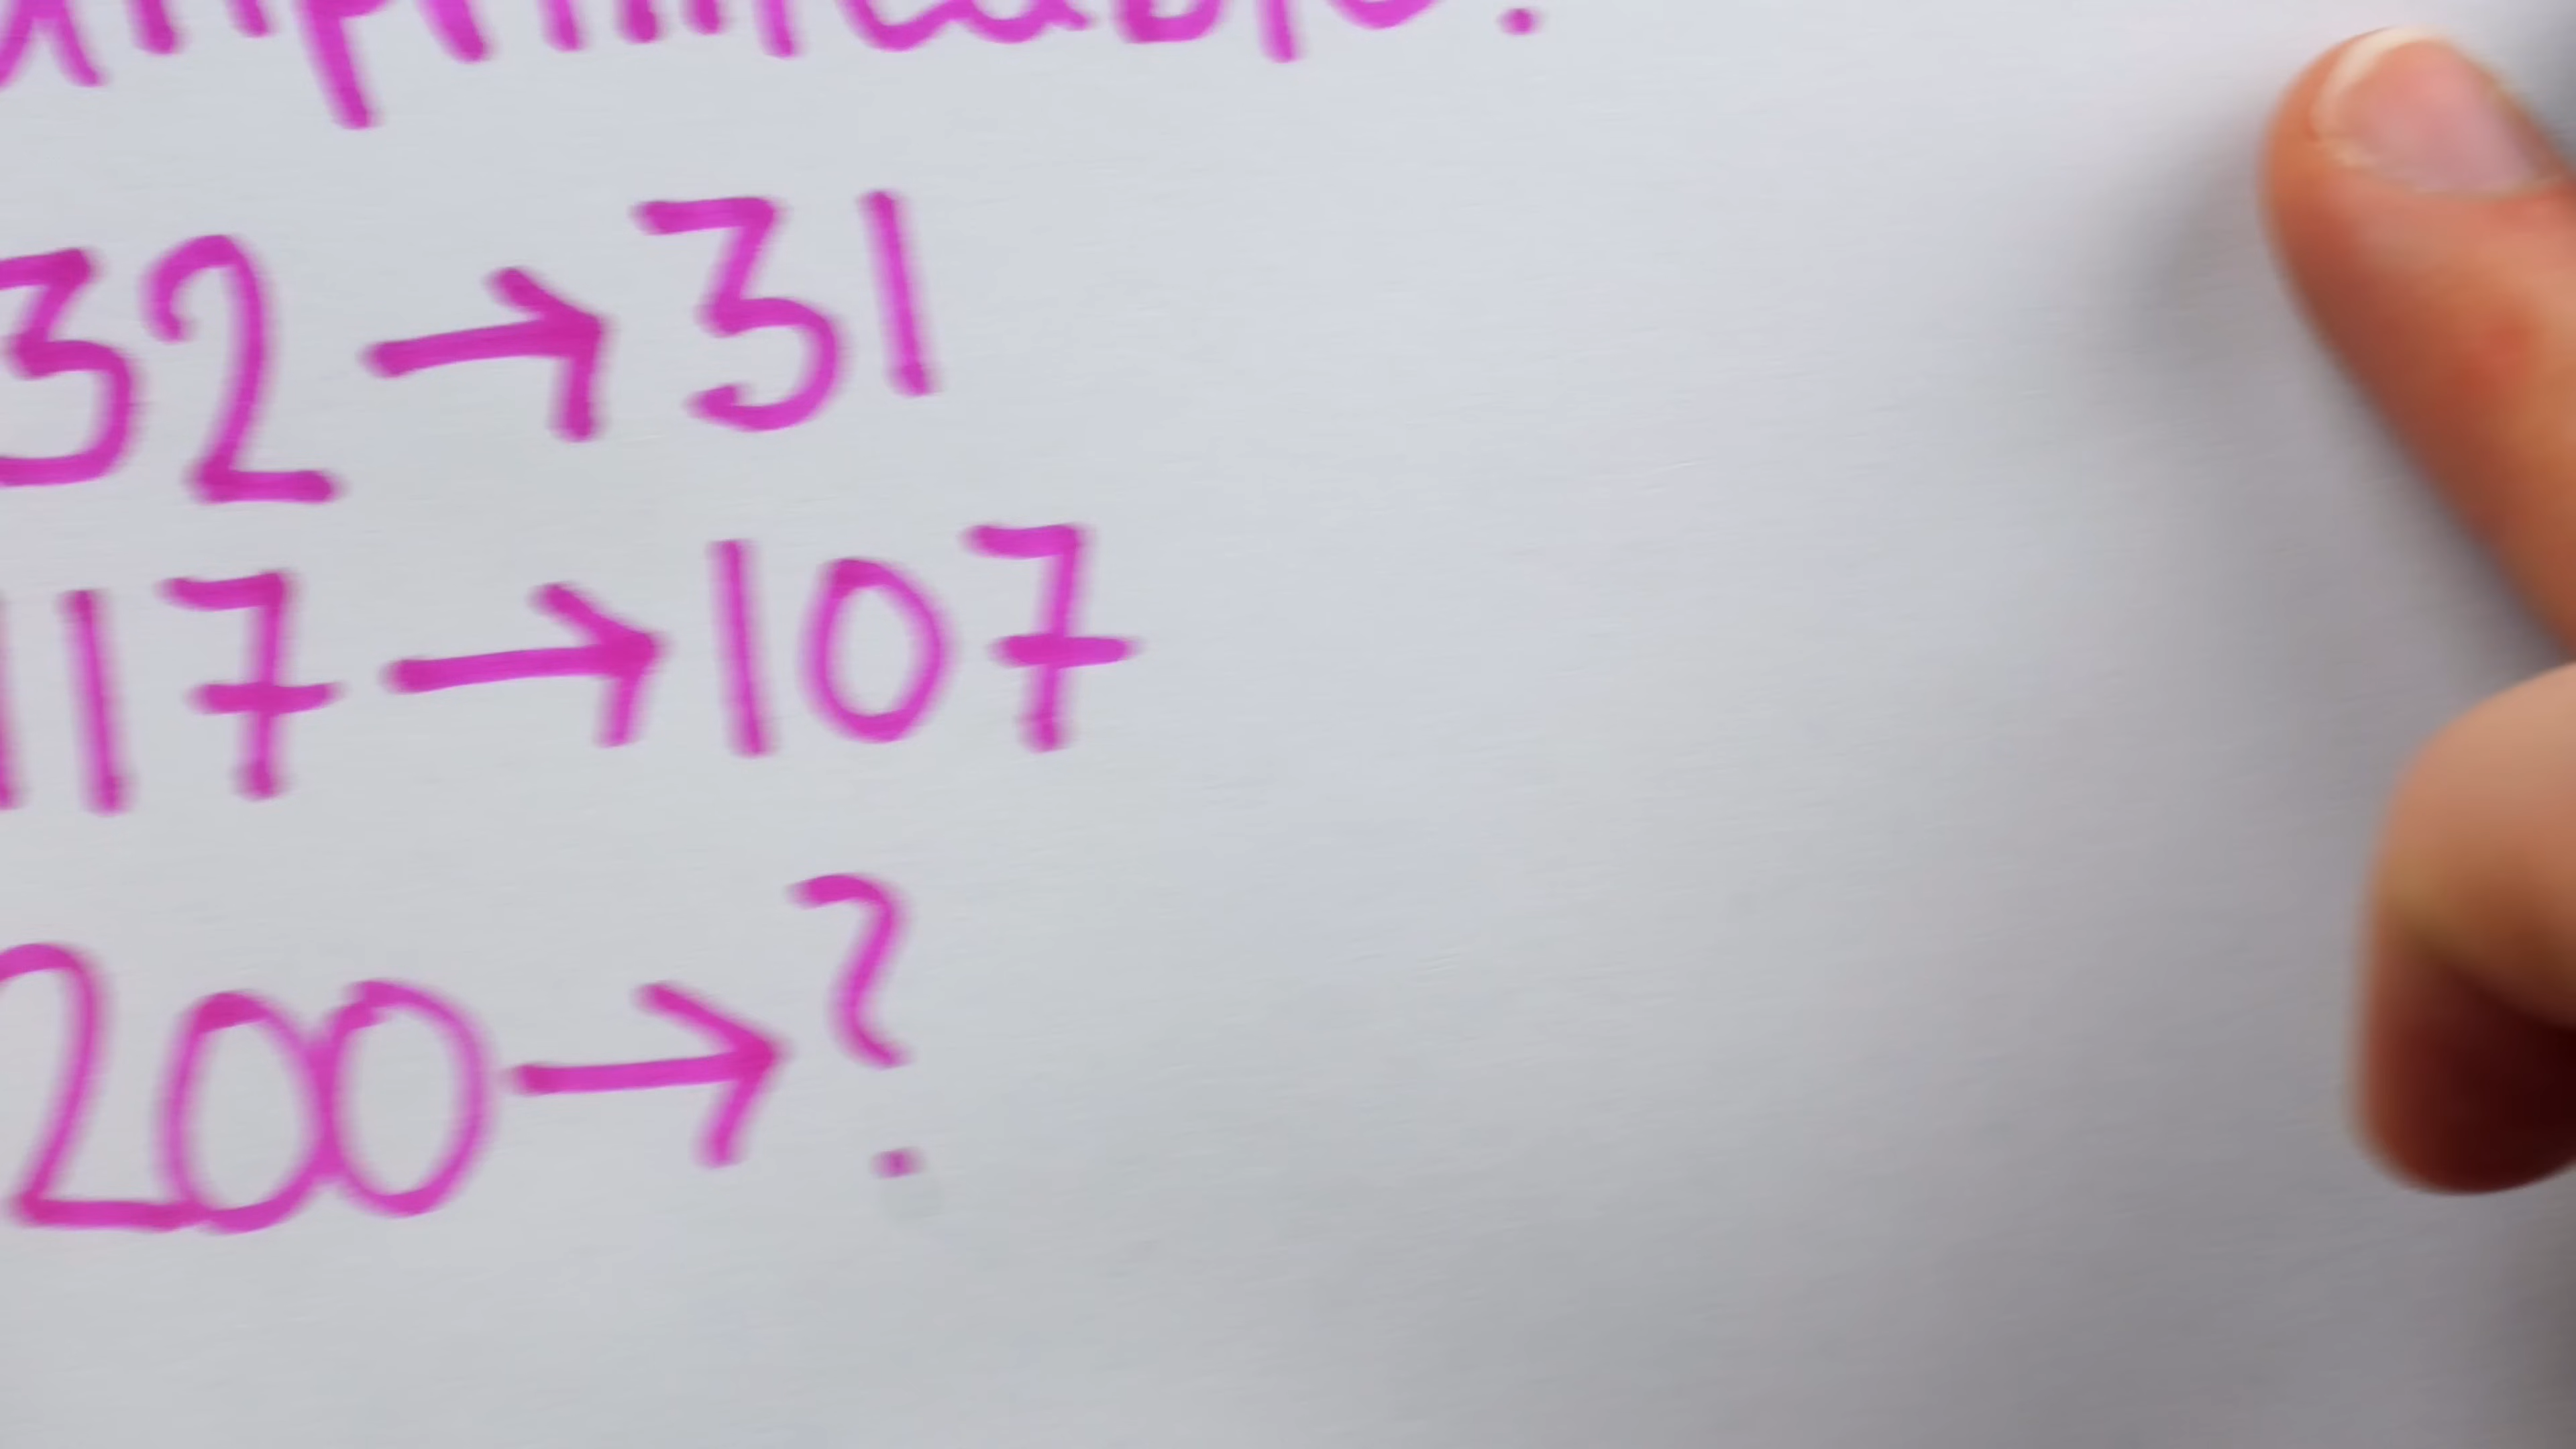 32 → 31
117 → 107
200 → ?